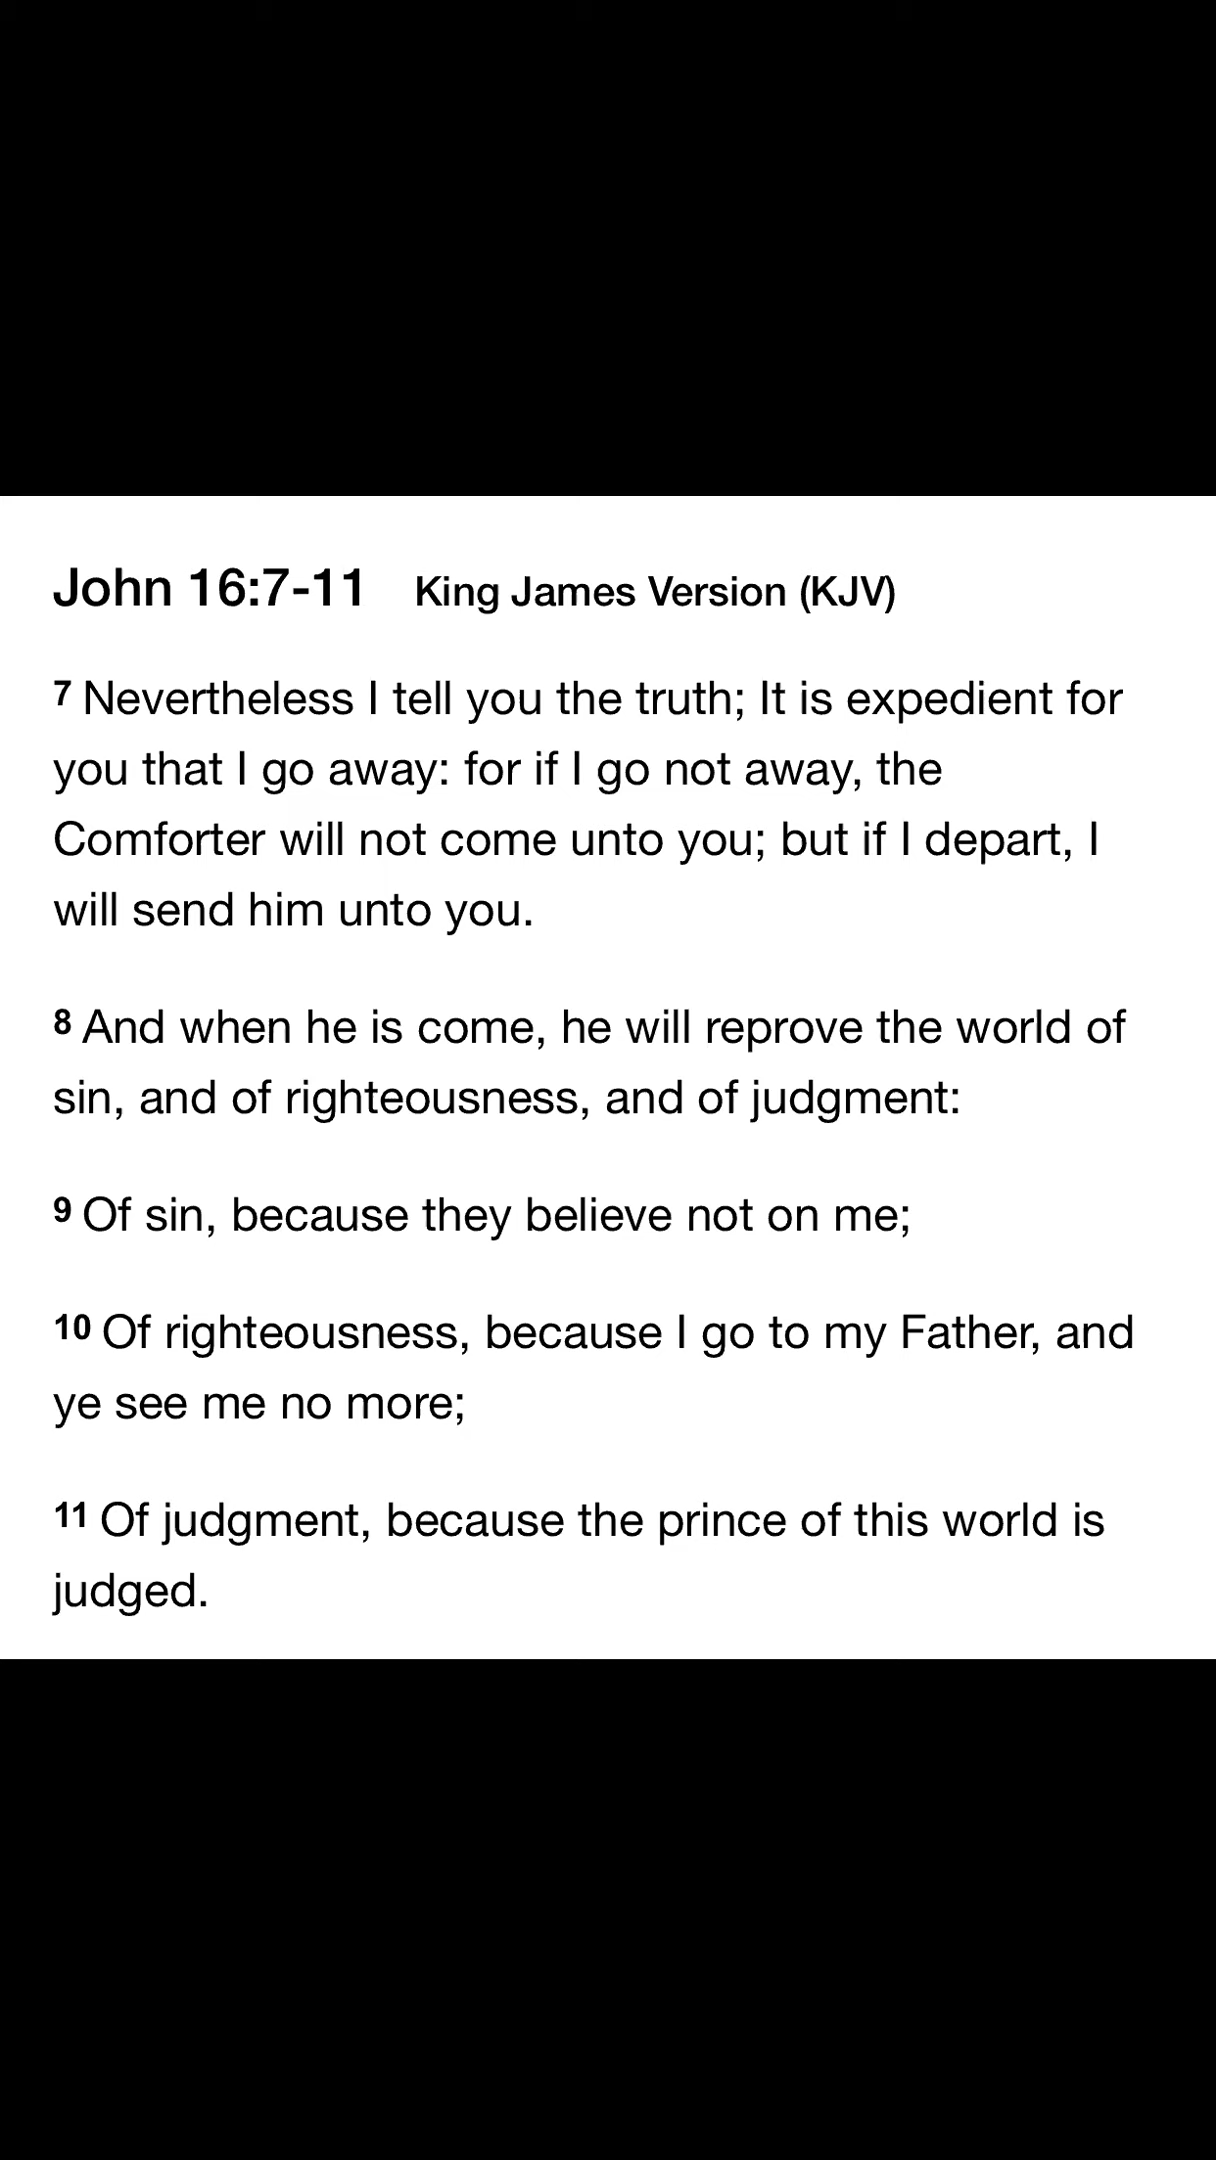 John 16:7-11 King James Version (KJV)
7 Nevertheless I tell you the truth; It is expedient for
you that I go away: for if I go not away, the
Comforter will not come unto you; but if I depart, I
will send him unto you.
8 And when he is come, he will reprove the world of
sin, and of righteousness, and of judgment:
9 Of sin, because they believe not on me;
10 Of righteousness, because I go to my Father, and
ye see me no more;
11 Of judgment, because the prince of this world is
judged.